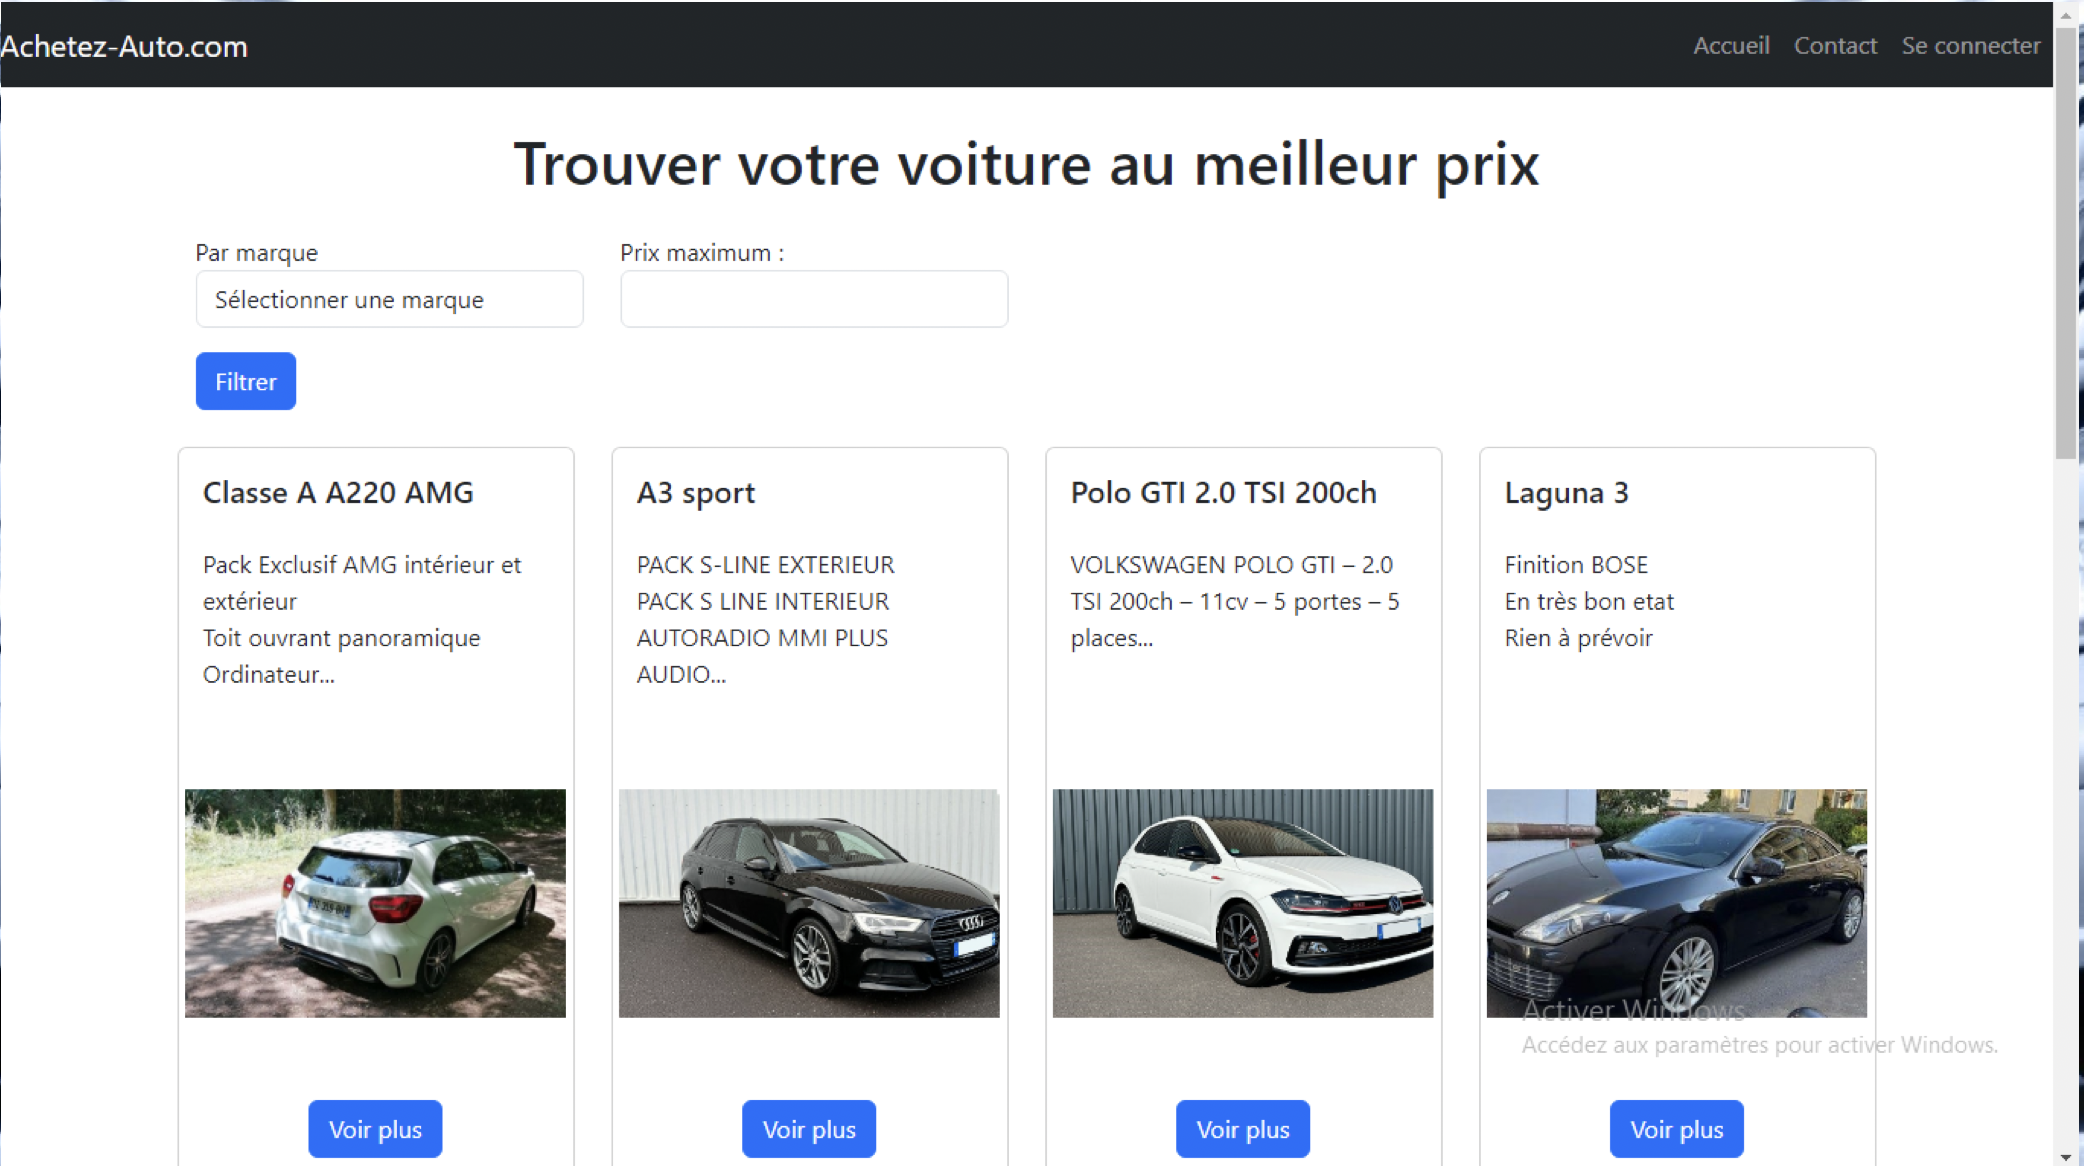 Achetez-Auto.com
Accueil Contact Se connecter
Trouver votre voiture au meilleur prix
Par marque
Prix maximum :
Sélectionner une marque
Filtrer
Classe A A220 AMG
Pack Exclusif AMG intérieur et
extérieur
Toit ouvrant panoramique
Ordinateur...
Voir plus
A3 sport
PACK S-LINE EXTERIEUR
PACK S LINE INTERIEUR
AUTORADIO MMI PLUS
AUDIO...
Voir plus
Polo GTI 2.0 TSI 200ch
VOLKSWAGEN POLO GTI – 2.0
TSI 200ch – 11cv – 5 portes – 5
places...
Voir plus
Laguna 3
Finition BOSE
En très bon etat
Rien à prévoir
Voir plus
Activer Windows
Accédez aux paramètres pour activer Windows.